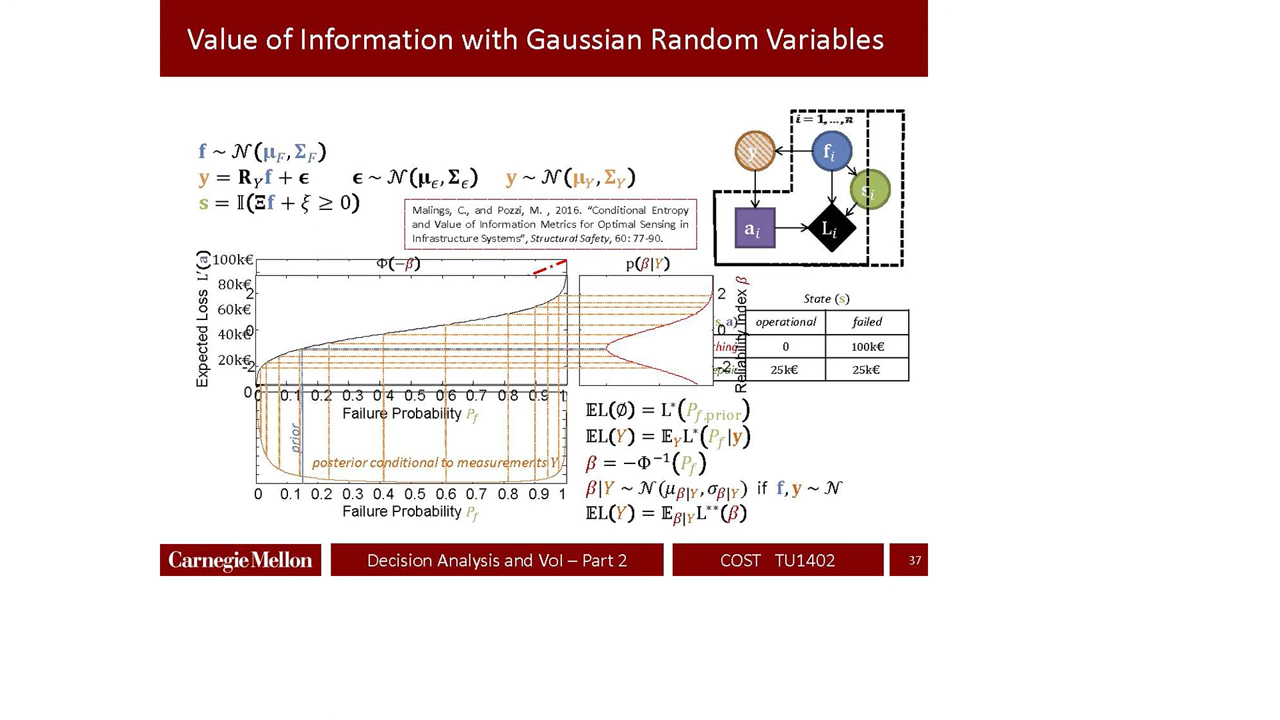 Value of Information with Gaussian Random Variables
i = 1, ..., n
f ~ 𝒩(μ_F, Σ_F)
y = R_Y f + ϵ  ϵ ~ 𝒩(μ_ϵ, Σ_ϵ)  y ~ 𝒩(μ_Y, Σ_Y)
s = 𝕀(Ξf + ξ ≥ 0)
y
f_i
s_i
a_i
L_i
Malings, C., and Pozzi, M. , 2016. “Conditional Entropy
and Value of Information Metrics for Optimal Sensing in
Infrastructure Systems”, Structural Safety, 60: 77-90.
Expected Loss L'(a)
100k€
80k€
60k€
40k€
20k€
0
2
0
-2
Φ(-β)
p(β|Y)
2
0
-2
Reliability Index β
State (s)
s, a) operational failed
thing 0 100k€
epair 25k€ 25k€
0 0.1 0.2 0.3 0.4 0.5 0.6 0.7 0.8 0.9 1
Failure Probability P_f
prior
posterior conditional to measurements Y
0 0.1 0.2 0.3 0.4 0.5 0.6 0.7 0.8 0.9 1
Failure Probability P_f
𝔼L(∅) = L*(P_f,prior)
𝔼L(Y) = 𝔼_Y L*(P_f|y)
β = −Φ⁻¹(P_f)
β|Y ~ 𝒩(μ_β|Y, σ_β|Y) if f, y ~ 𝒩
𝔼L(Y) = 𝔼_β|Y L**(β)
Carnegie Mellon
Decision Analysis and VoI – Part 2
COST TU1402
37